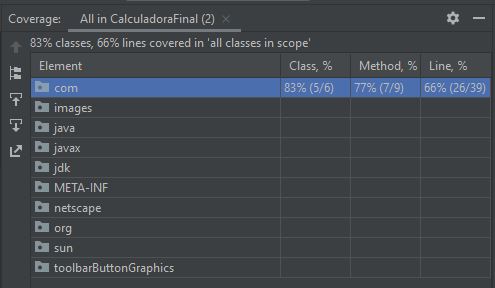 Coverage: All in CalculadoraFinal (2) ×
83% classes, 66% lines covered in 'all classes in scope'
Element Class, % Method, % Line, %
com 83% (5/6) 77% (7/9) 66% (26/39)
images
java
javax
jdk
META-INF
netscape
org
sun
toolbarButtonGraphics